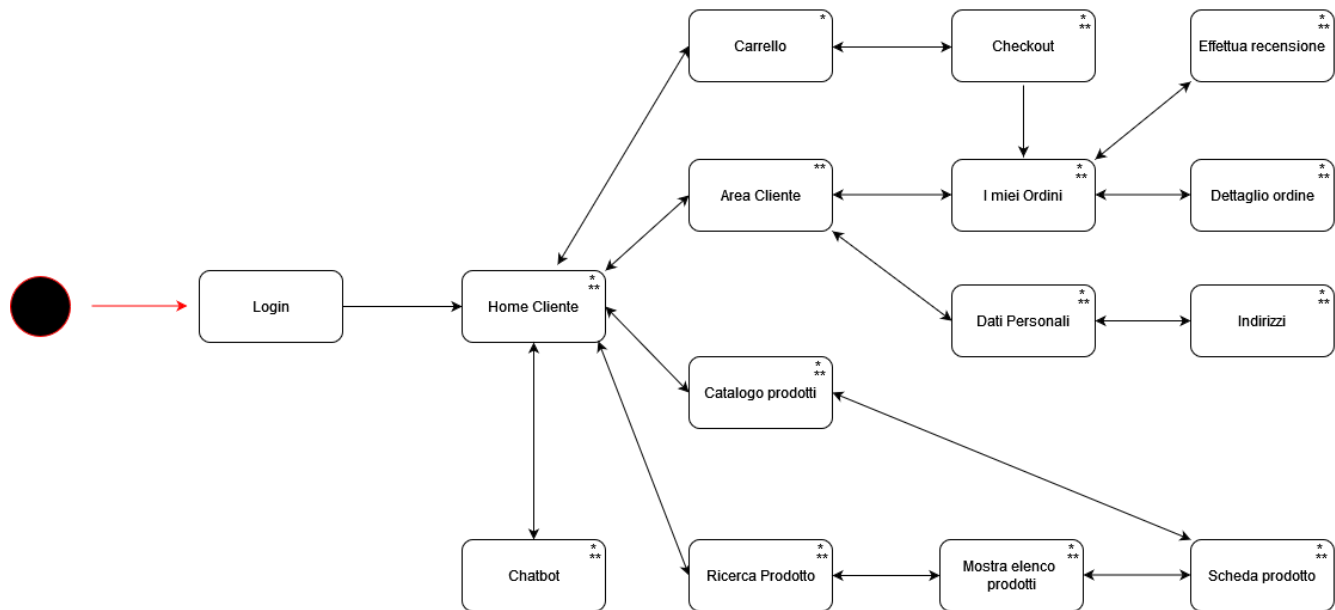 *
Carrello
*
**
Checkout
*
**
Effettua recensione
**
Area Cliente
*
**
I miei Ordini
*
**
Dettaglio ordine
Login
*
**
Home Cliente
*
**
Dati Personali
*
**
Indirizzi
*
**
Catalogo prodotti
*
**
Chatbot
*
**
Ricerca Prodotto
*
**
Mostra elenco
prodotti
*
**
Scheda prodotto